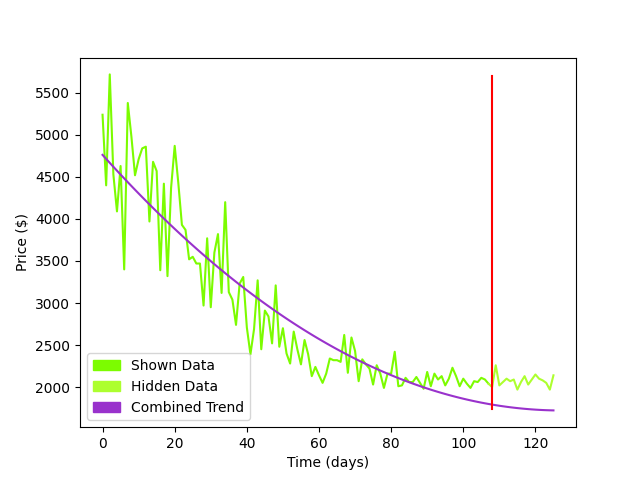 5500
5000
4500
4000
3500
3000
2500
2000
Price ($)
Shown Data
Hidden Data
Combined Trend
0 20 40 60 80 100 120
Time (days)